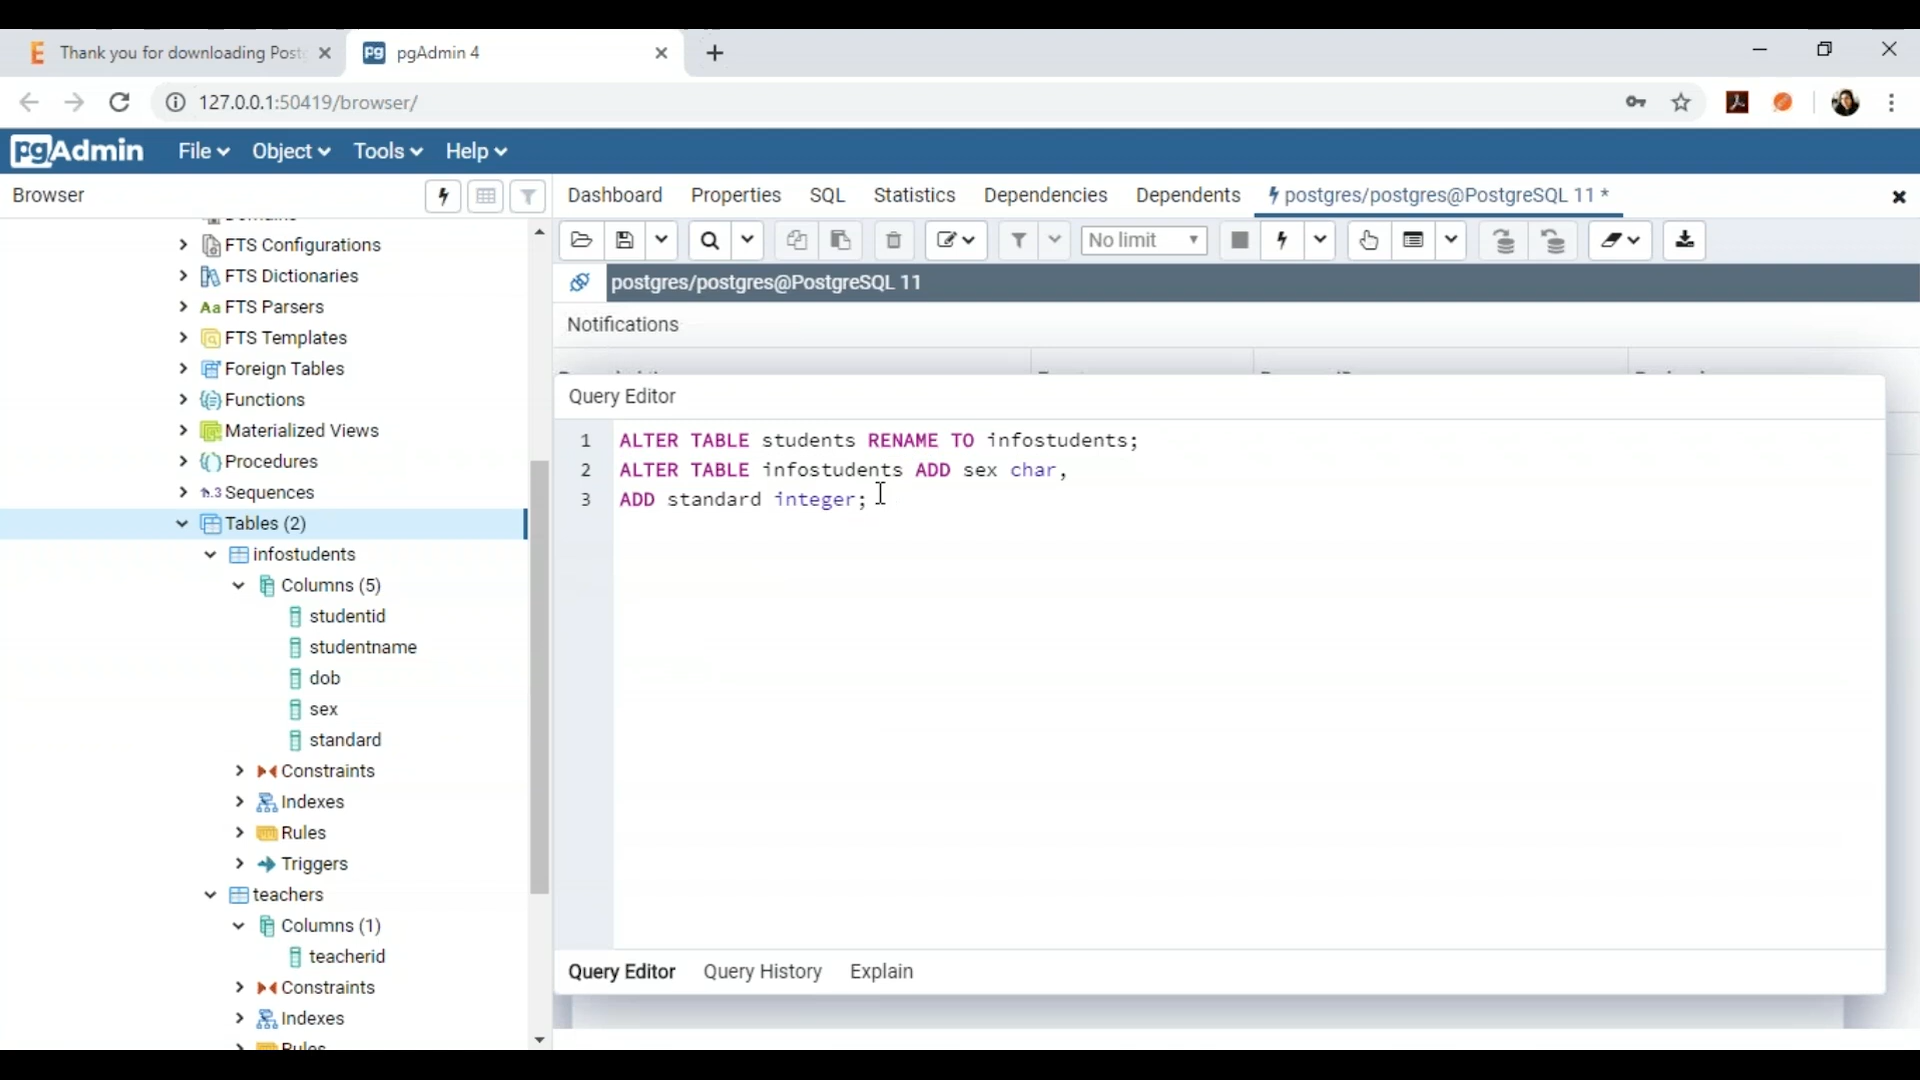 Thank you for downloading Post
pgAdmin 4
127.0.0.1:50419/browser/
pgAdmin
File
Object
Tools
Help
Browser
Dashboard
Properties
SQL
Statistics
Dependencies
Dependents
postgres/postgres@PostgreSQL 11 *
No limit
postgres/postgres@PostgreSQL 11
Notifications
FTS Configurations
FTS Dictionaries
FTS Parsers
FTS Templates
Foreign Tables
Functions
Materialized Views
Procedures
Sequences
Tables (2)
infostudents
Columns (5)
studentid
studentname
dob
sex
standard
Constraints
Indexes
Rules
Triggers
teachers
Columns (1)
teacherid
Constraints
Indexes
Rules
Query Editor
1 ALTER TABLE students RENAME TO infostudents;
2 ALTER TABLE infostudents ADD sex char,
3 ADD standard integer;
Query Editor
Query History
Explain